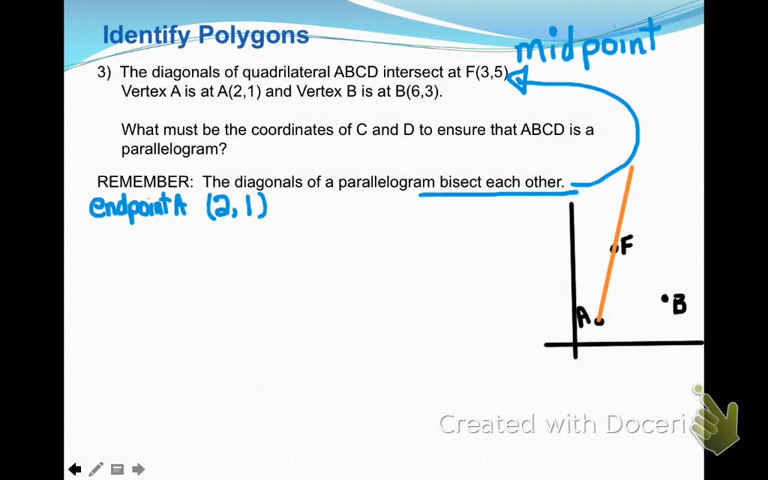 Identify Polygons
midpoint
3) The diagonals of quadrilateral ABCD intersect at F(3,5).
Vertex A is at A(2,1) and Vertex B is at B(6,3).
What must be the coordinates of C and D to ensure that ABCD is a
parallelogram?
REMEMBER: The diagonals of a parallelogram bisect each other.
endpoint A (2,1)
F
A
B
Created with Doceri